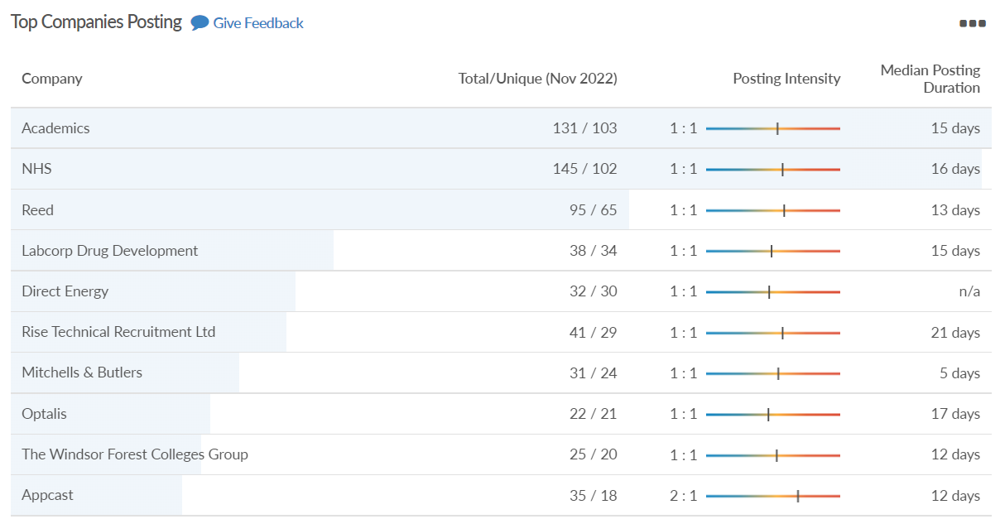 Top Companies Posting Give Feedback
Company Total/Unique (Nov 2022) Posting Intensity Median Posting Duration
Academics 131 / 103 1 : 1 15 days
NHS 145 / 102 1 : 1 16 days
Reed 95 / 65 1 : 1 13 days
Labcorp Drug Development 38 / 34 1 : 1 15 days
Direct Energy 32 / 30 1 : 1 n/a
Rise Technical Recruitment Ltd 41 / 29 1 : 1 21 days
Mitchells & Butlers 31 / 24 1 : 1 5 days
Optalis 22 / 21 1 : 1 17 days
The Windsor Forest Colleges Group 25 / 20 1 : 1 12 days
Appcast 35 / 18 2 : 1 12 days